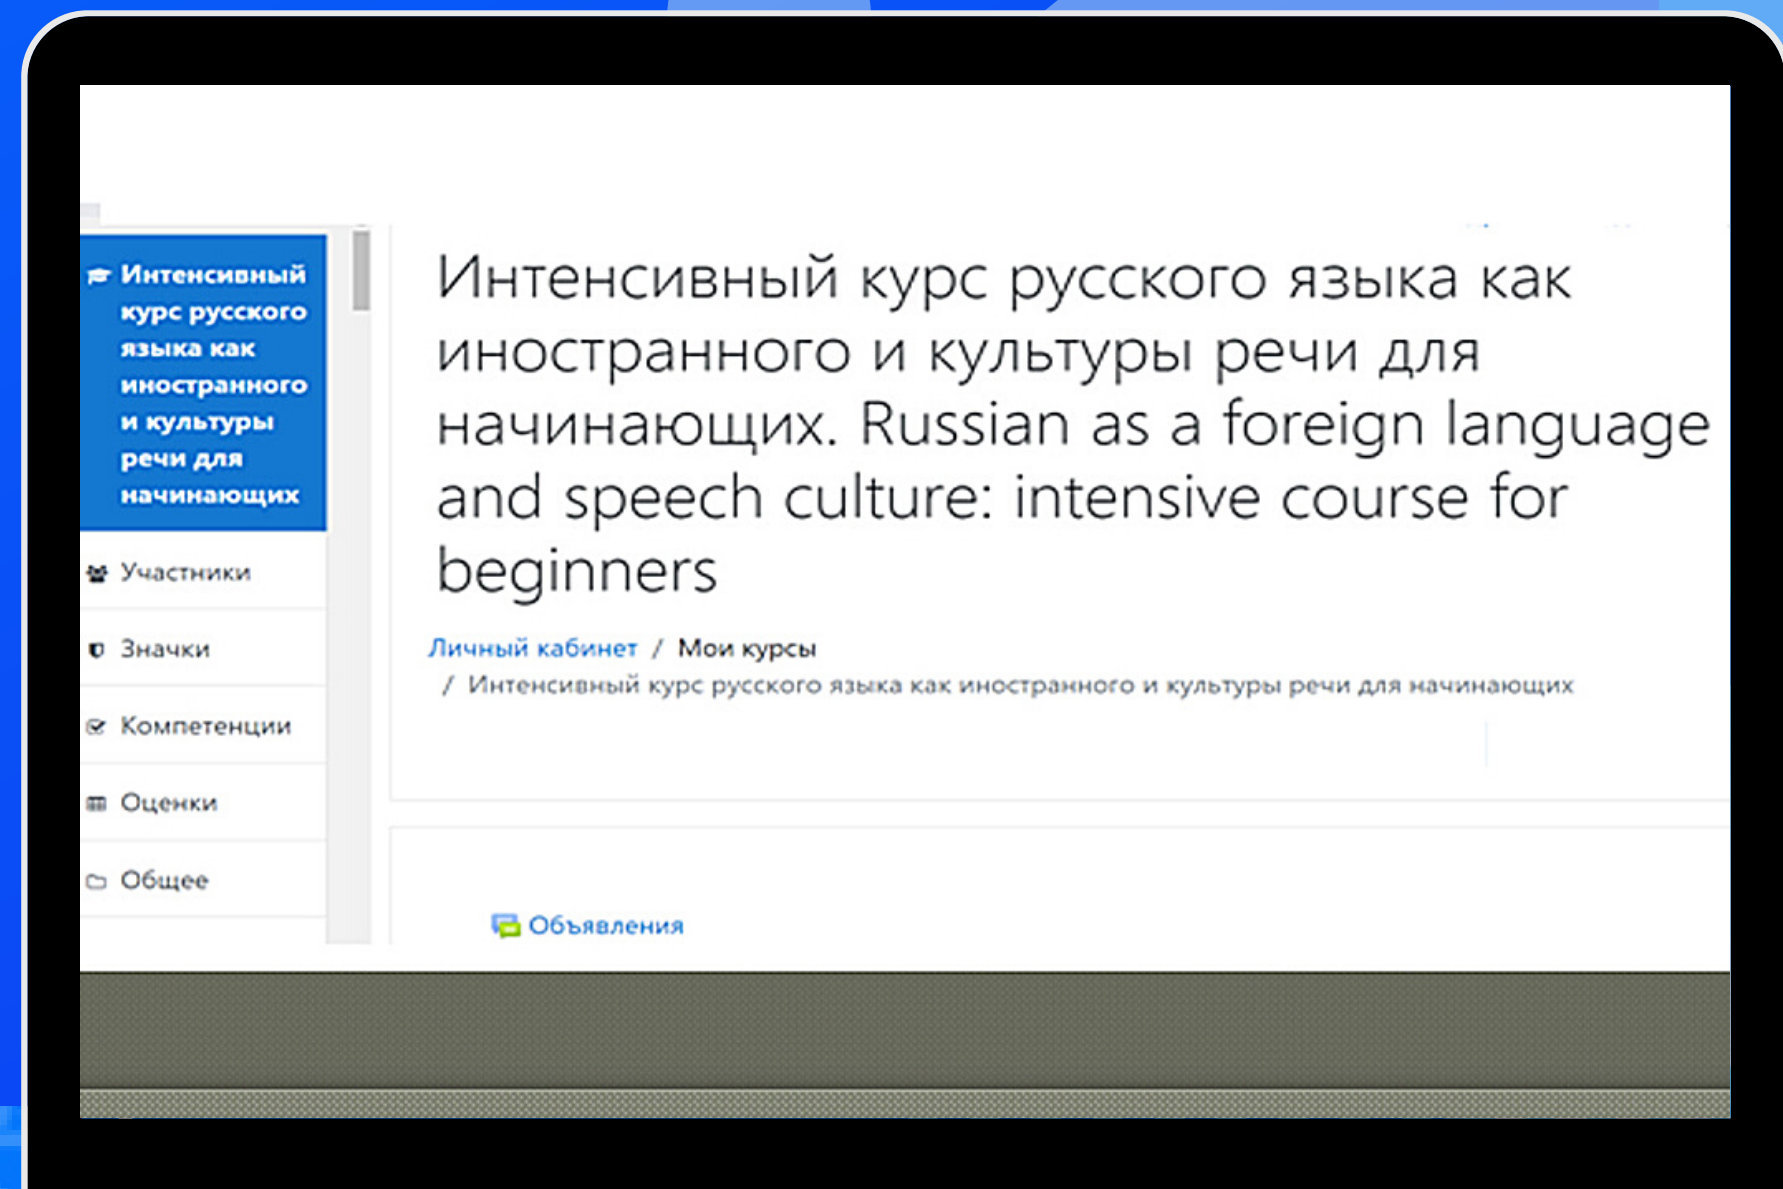 Интенсивный
курс русского
языка как
иностранного
и культуры
речи для
начинающих
Участники
Значки
Компетенции
Оценки
Общее
Интенсивный курс русского языка как
иностранного и культуры речи для
начинающих. Russian as a foreign language
and speech culture: intensive course for
beginners
Личный кабинет / Мои курсы
/ Интенсивный курс русского языка как иностранного и культуры речи для начинающих
Объявления